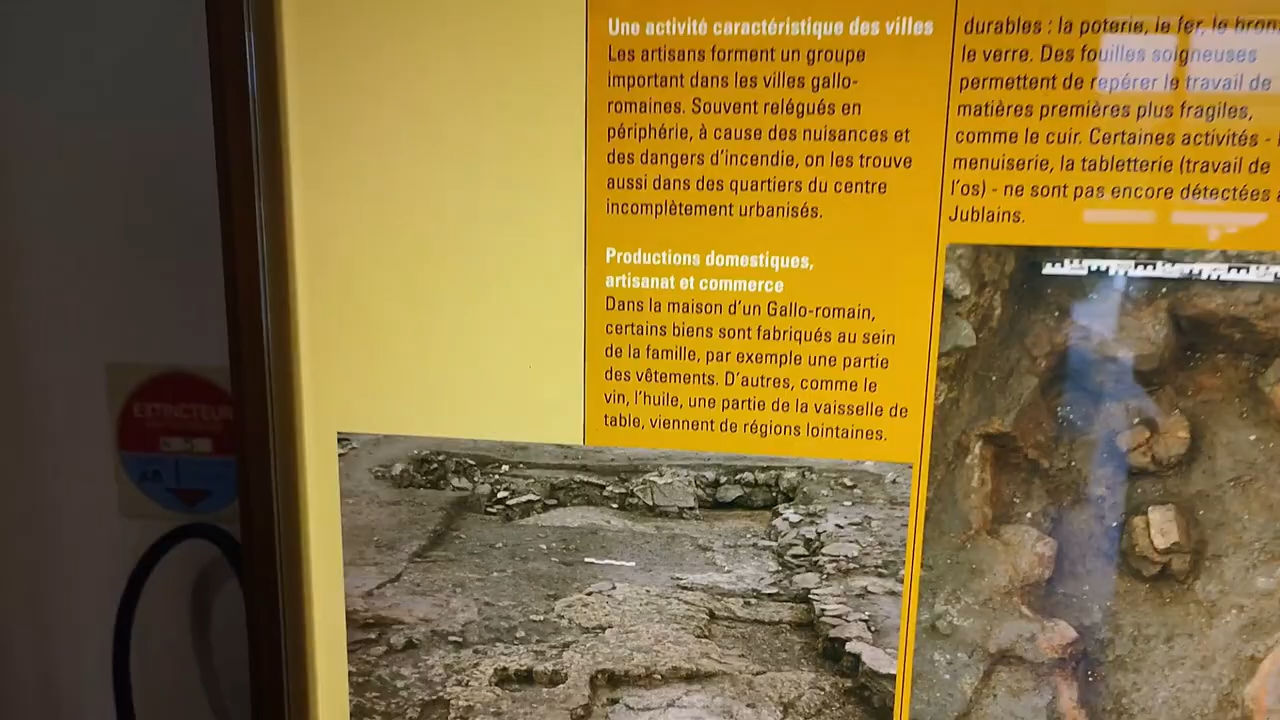 Une activité caractéristique des villes
Les artisans forment un groupe
important dans les villes gallo-
romaines. Souvent relégués en
périphérie, à cause des nuisances et
des dangers d'incendie, on les trouve
aussi dans des quartiers du centre
incomplètement urbanisés.
Productions domestiques,
artisanat et commerce
Dans la maison d'un Gallo-romain,
certains biens sont fabriqués au sein
de la famille, par exemple une partie
des vêtements. D'autres, comme le
vin, l'huile, une partie de la vaisselle de
table, viennent de régions lointaines.
durables : la poterie, le fer, le bron
le verre. Des fouilles soigneuses
permettent de repérer le travail de
matières premières plus fragiles,
comme le cuir. Certaines activités -
menuiserie, la tabletterie (travail de
l'os) - ne sont pas encore détectées
Jublains.
EXTINCTEUR